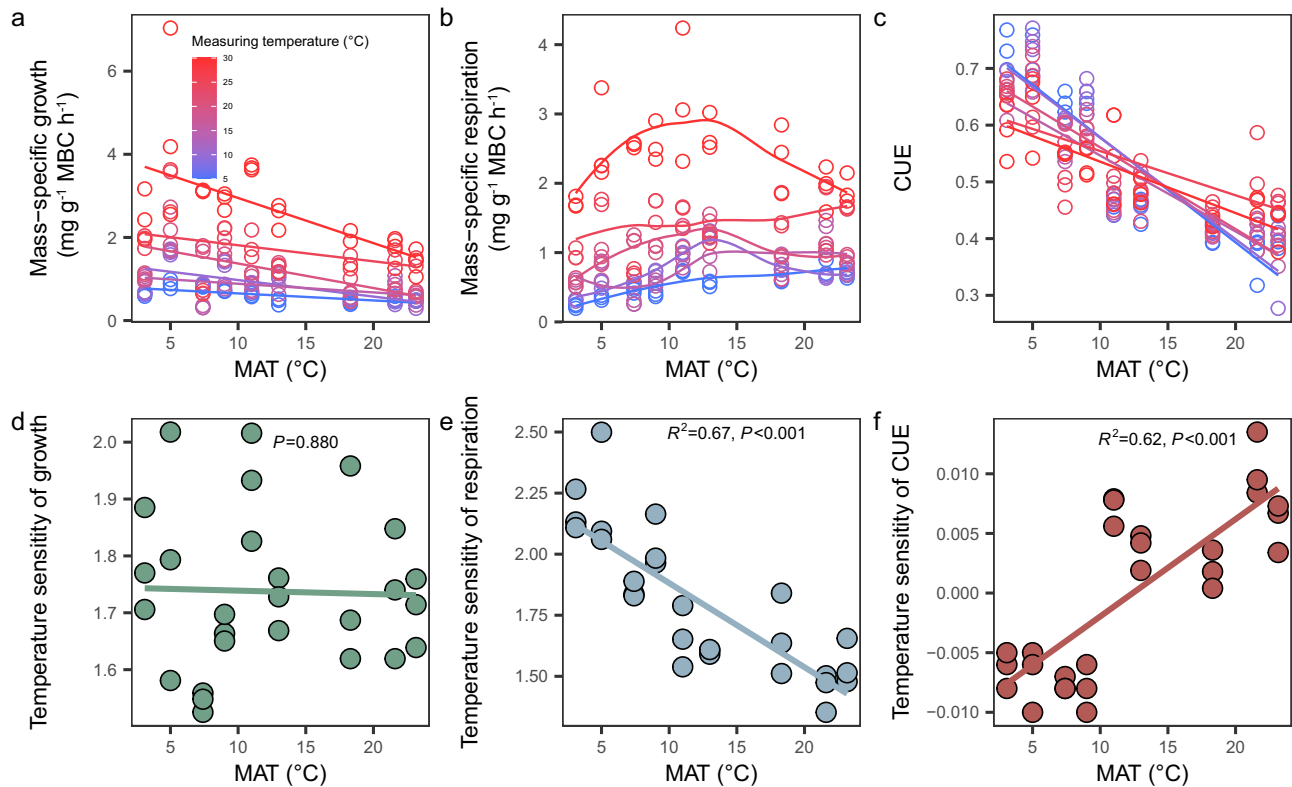 a
Mass−specific growth
(mg g⁻¹ MBC h⁻¹)
6
4
2
0
Measuring temperature (°C)
30
25
20
15
10
5
5
10
15
20
MAT (°C)
b
Mass−specific respiration
(mg g⁻¹ MBC h⁻¹)
4
3
2
1
0
5
10
15
20
MAT (°C)
c
CUE
0.7
0.6
0.5
0.4
0.3
5
10
15
20
MAT (°C)
d
Temperature sensitity of growth
2.0
1.9
1.8
1.7
1.6
P=0.880
5
10
15
20
MAT (°C)
e
Temperature sensitity of respiration
2.50
2.25
2.00
1.75
1.50
R²=0.67, P<0.001
5
10
15
20
MAT (°C)
f
Temperature sensitity of CUE
0.010
0.005
0.000
−0.005
−0.010
R²=0.62, P<0.001
5
10
15
20
MAT (°C)